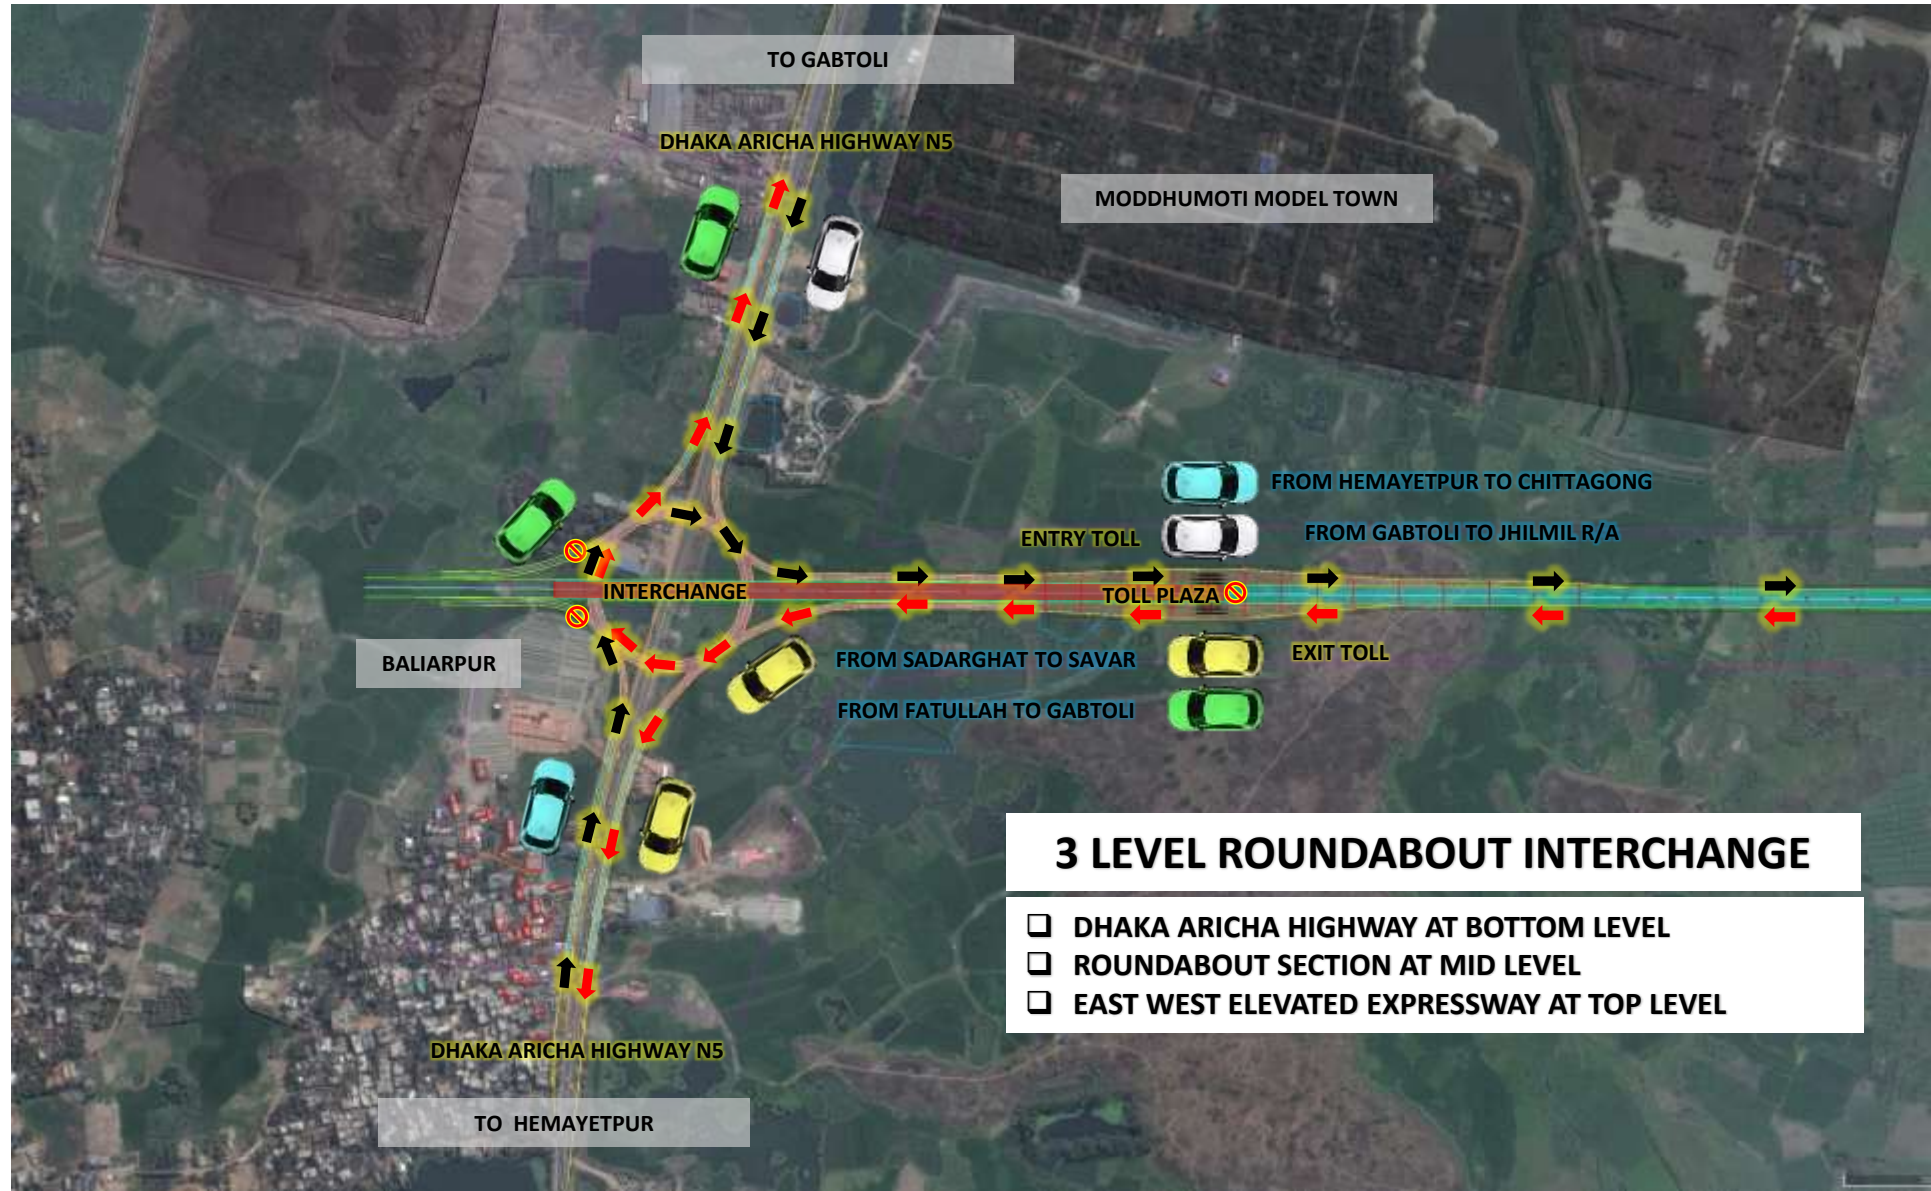 TO GABTOLI
DHAKA ARICHA HIGHWAY N5
MODDHUMOTI MODEL TOWN
FROM HEMAYETPUR TO CHITTAGONG
ENTRY TOLL
FROM GABTOLI TO JHILMIL R/A
INTERCHANGE
TOLL PLAZA
BALIARPUR
FROM SADARGHAT TO SAVAR
EXIT TOLL
FROM FATULLAH TO GABTOLI
3 LEVEL ROUNDABOUT INTERCHANGE
❑ DHAKA ARICHA HIGHWAY AT BOTTOM LEVEL
❑ ROUNDABOUT SECTION AT MID LEVEL
❑ EAST WEST ELEVATED EXPRESSWAY AT TOP LEVEL
DHAKA ARICHA HIGHWAY N5
TO HEMAYETPUR